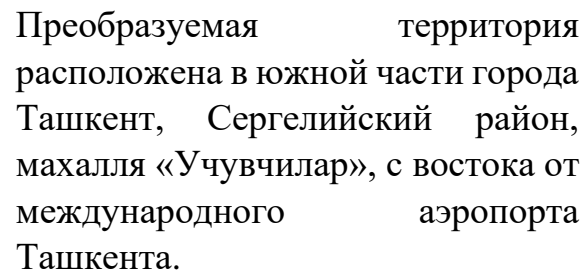 Преобразуемая территория
расположена в южной части города
Ташкент, Сергелийский район,
махалля «Учувчилар», с востока от
международного аэропорта
Ташкента.